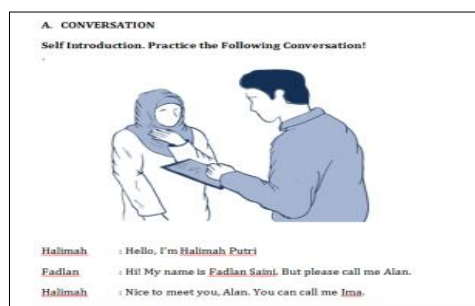 A. CONVERSATION
Self Introduction. Practice the Following Conversation!
Halimah : Hello, I'm Halimah Putri
Fadlan : Hi! My name is Fadlan Saini. But please call me Alan.
Halimah : Nice to meet you, Alan. You can call me Ima.